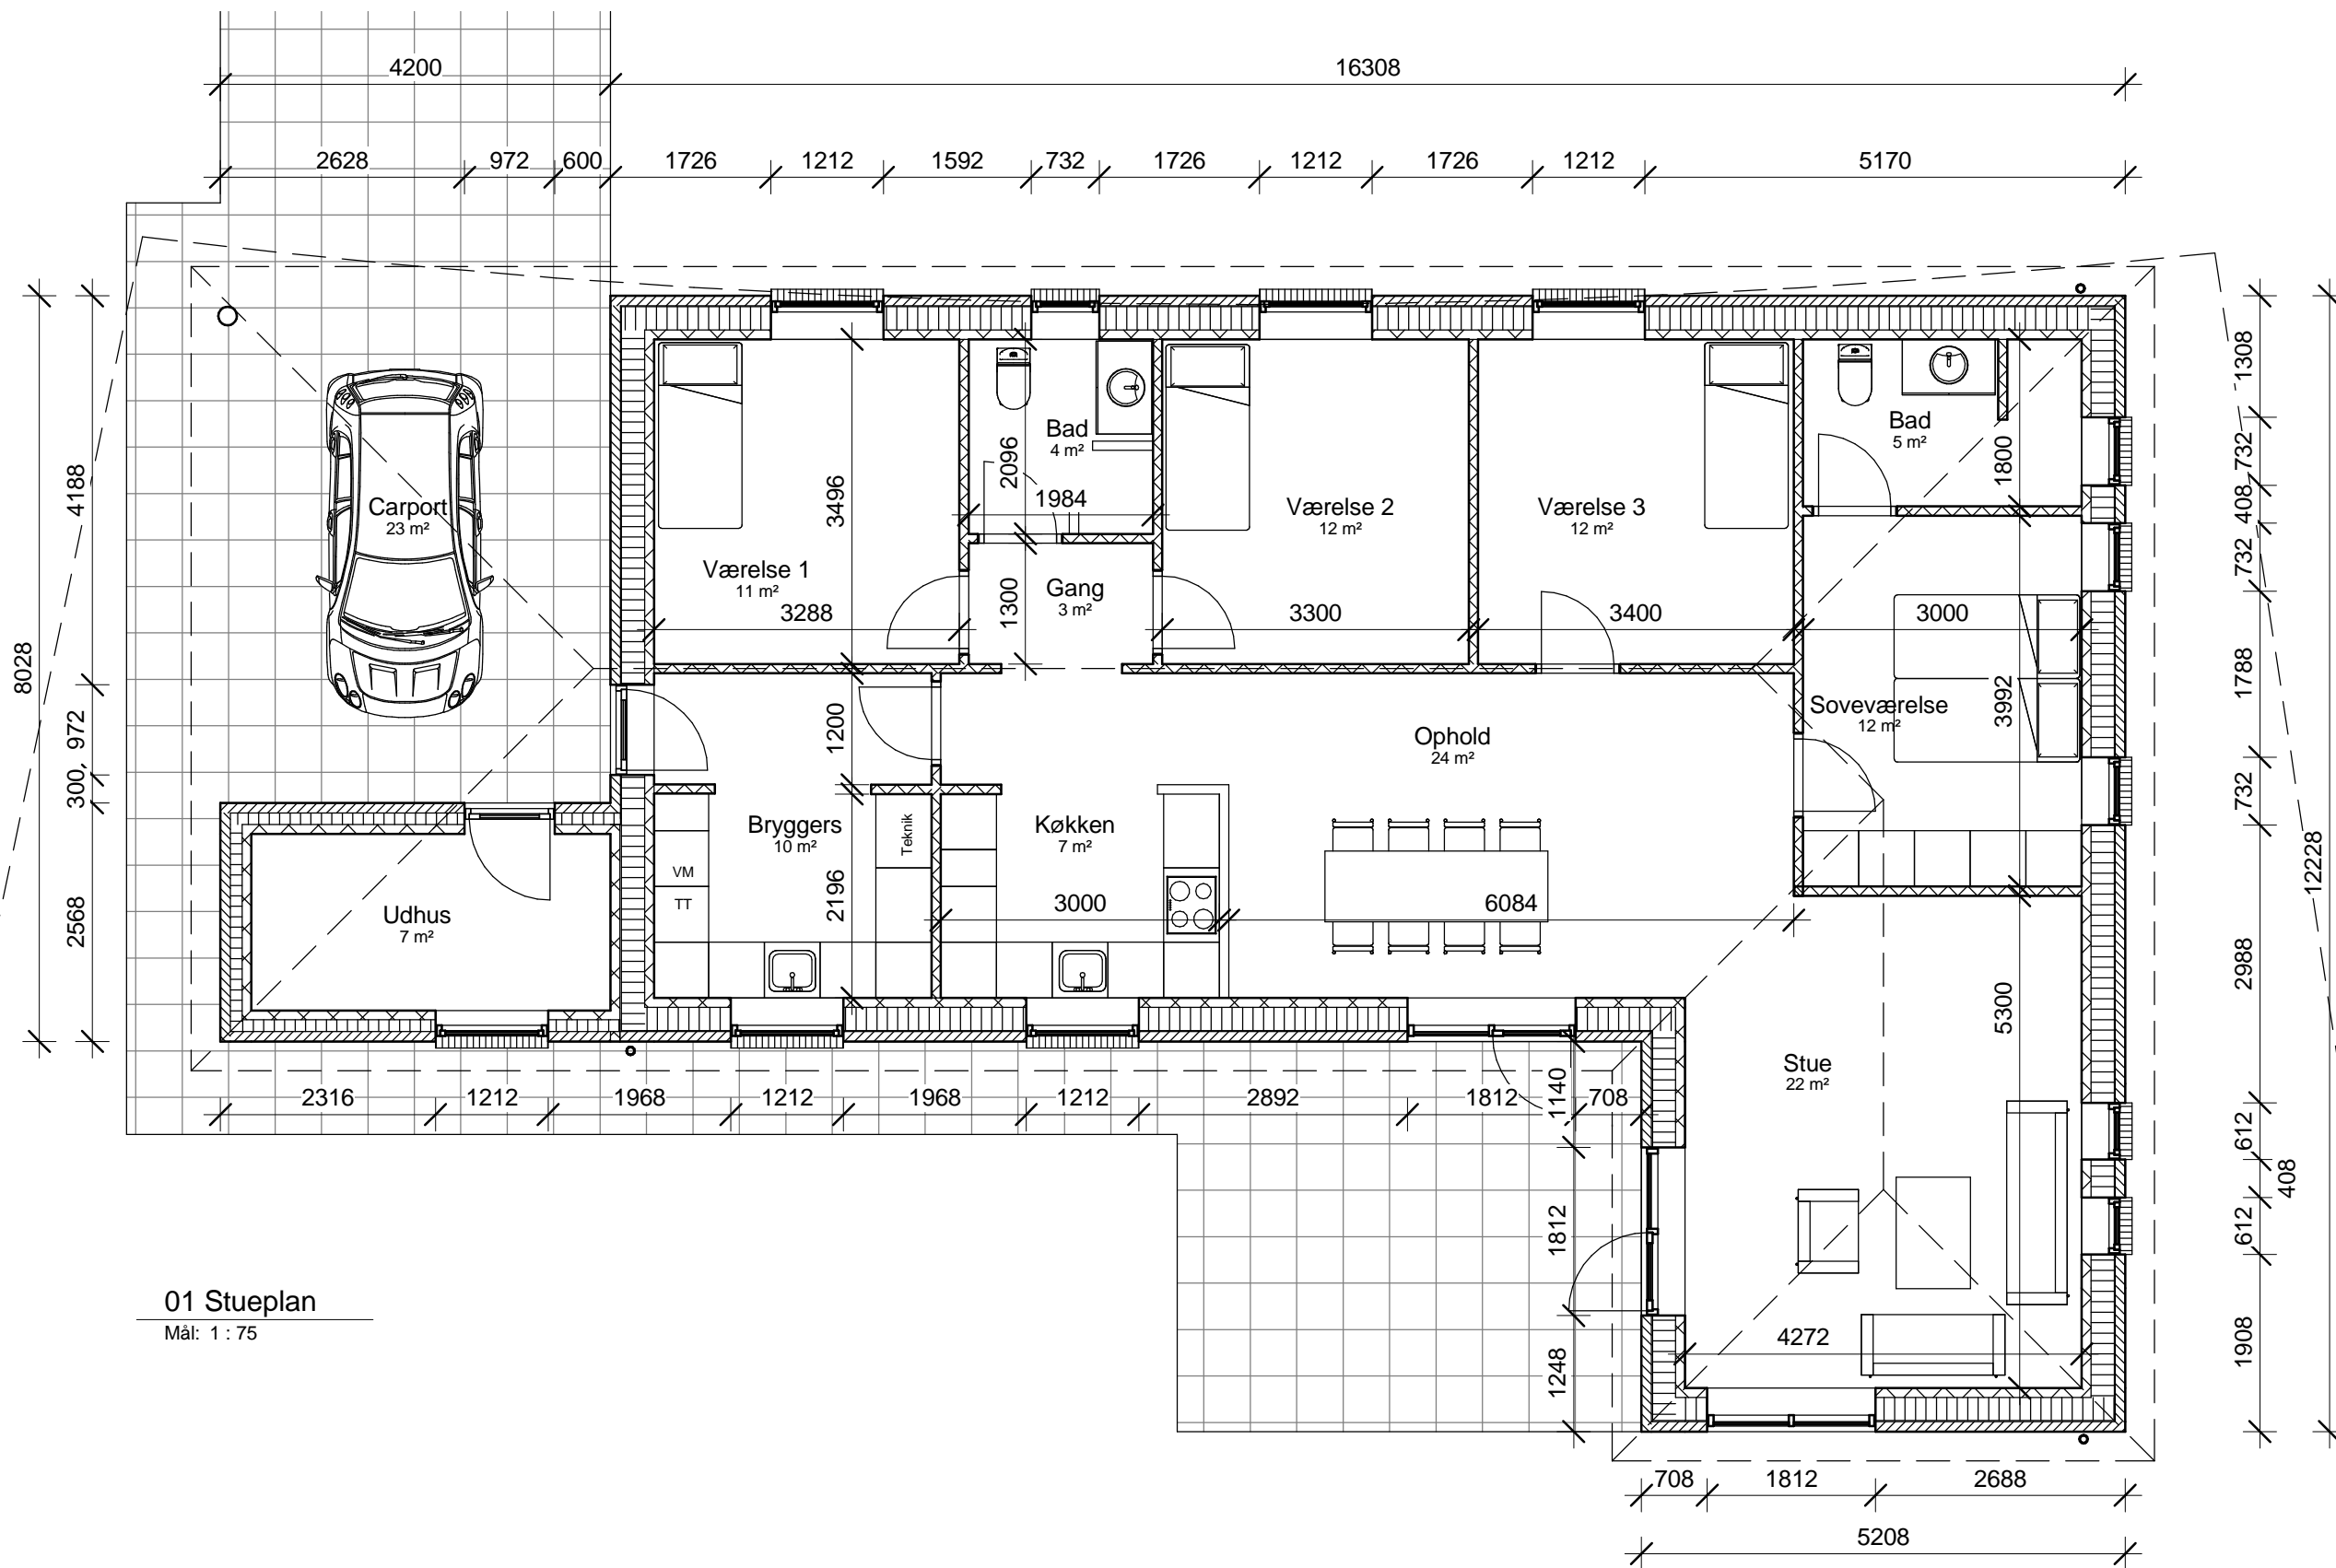 4200
16308
2628
972
600
1726
1212
1592
732
1726
1212
1726
1212
5170
8028
4188
300
972
2568
Carport
23 m²
Udhus
7 m²
Værelse 1
11 m²
3288
3496
Bad
4 m²
2096
1984
Gang
3 m²
1300
Værelse 2
12 m²
3300
Værelse 3
12 m²
3400
Bad
5 m²
1800
3000
Soveværelse
12 m²
3992
1200
Bryggers
10 m²
2196
VM
TT
Teknik
Køkken
7 m²
3000
Ophold
24 m²
6084
Stue
22 m²
5300
4272
1308
732
408
732
1788
732
2988
612
408
612
1908
12228
2316
1212
1968
1212
1968
1212
2892
1812
708
1140
1812
1248
708
1812
2688
5208
01 Stueplan
Mål: 1 : 75